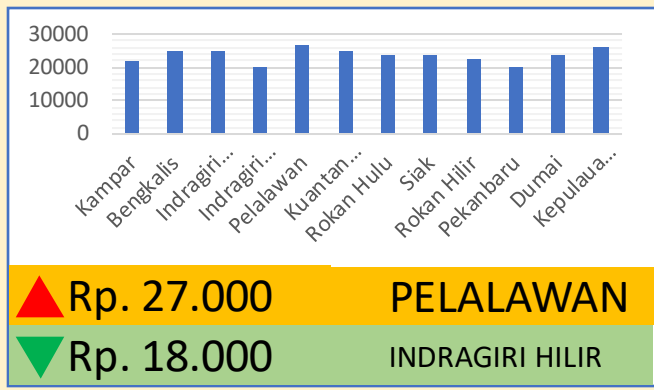 30000
20000
10000
0
Kampar
Bengkalis
Indragiri...
Indragiri...
Pelalawan
Kuantan...
Rokan Hulu
Siak
Rokan Hilir
Pekanbaru
Dumai
Kepulaua...
Rp. 27.000 PELALAWAN
Rp. 18.000 INDRAGIRI HILIR